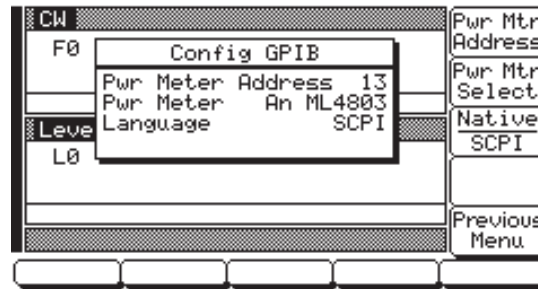 CW
F0
Config GPIB
Pwr Meter Address 13
Pwr Meter An ML4803
Language SCPI
Leve
L0
Pwr Mtr
Address
Pwr Mtr
Select
Native
SCPI
Previous
Menu